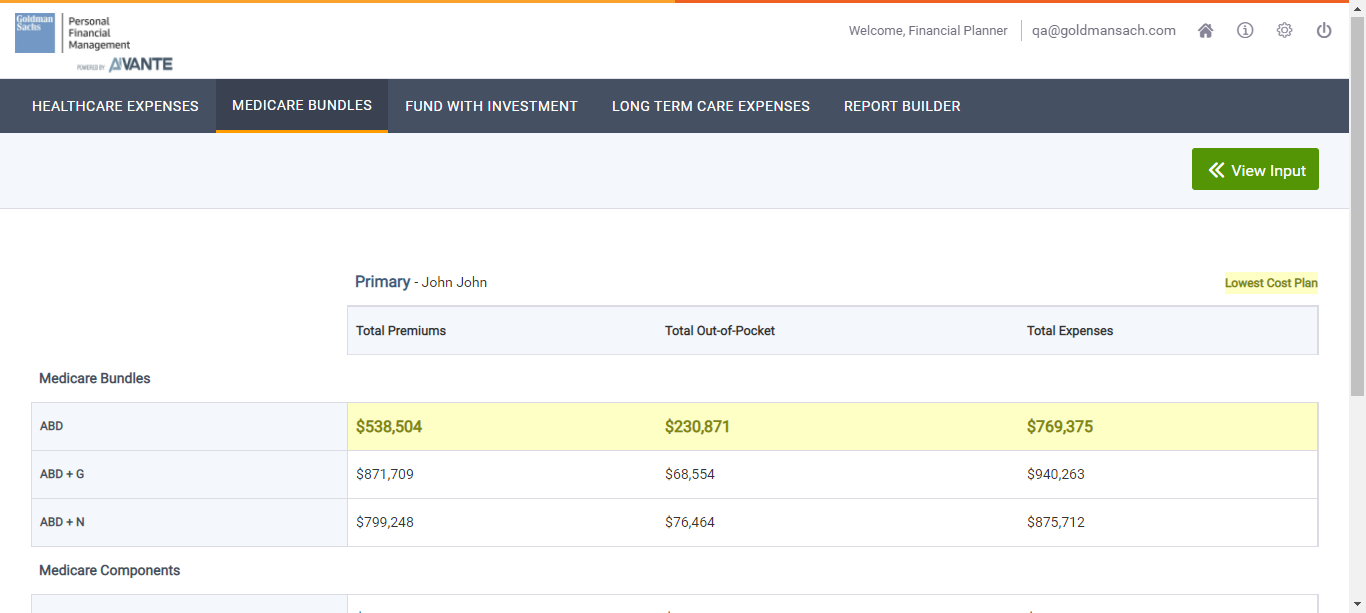 Goldman
Sachs
Personal
Financial
Management
POWERED BY AiVANTE
Welcome, Financial Planner
qa@goldmansach.com
HEALTHCARE EXPENSES
MEDICARE BUNDLES
FUND WITH INVESTMENT
LONG TERM CARE EXPENSES
REPORT BUILDER
View Input
Primary - John John
Lowest Cost Plan
Total Premiums
Total Out-of-Pocket
Total Expenses
Medicare Bundles
ABD
$538,504
$230,871
$769,375
ABD + G
$871,709
$68,554
$940,263
ABD + N
$799,248
$76,464
$875,712
Medicare Components